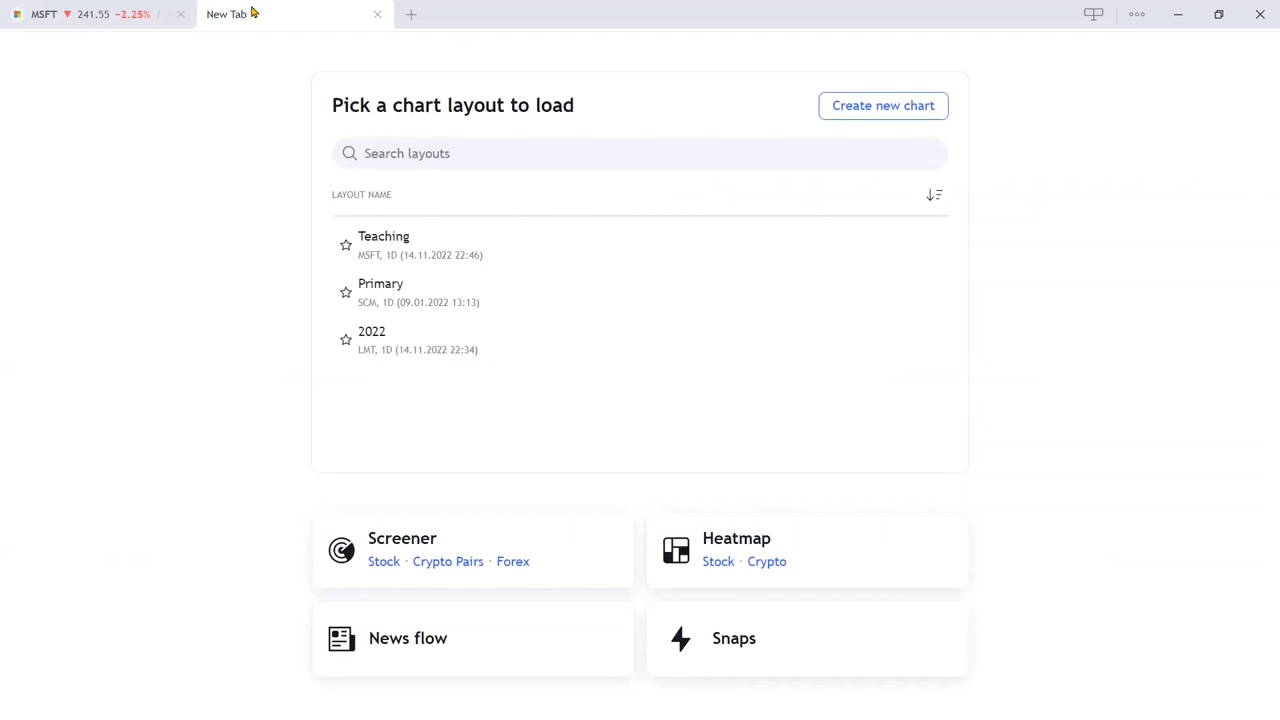 MSFT ▼ 241.55 −2.25% /
New Tab
Pick a chart layout to load
Create new chart
Search layouts
LAYOUT NAME
Teaching
MSFT, 1D (14.11.2022 22:46)
Primary
SCM, 1D (09.01.2022 13:13)
2022
LMT, 1D (14.11.2022 22:34)
Screener
Stock · Crypto Pairs · Forex
Heatmap
Stock · Crypto
News flow
Snaps